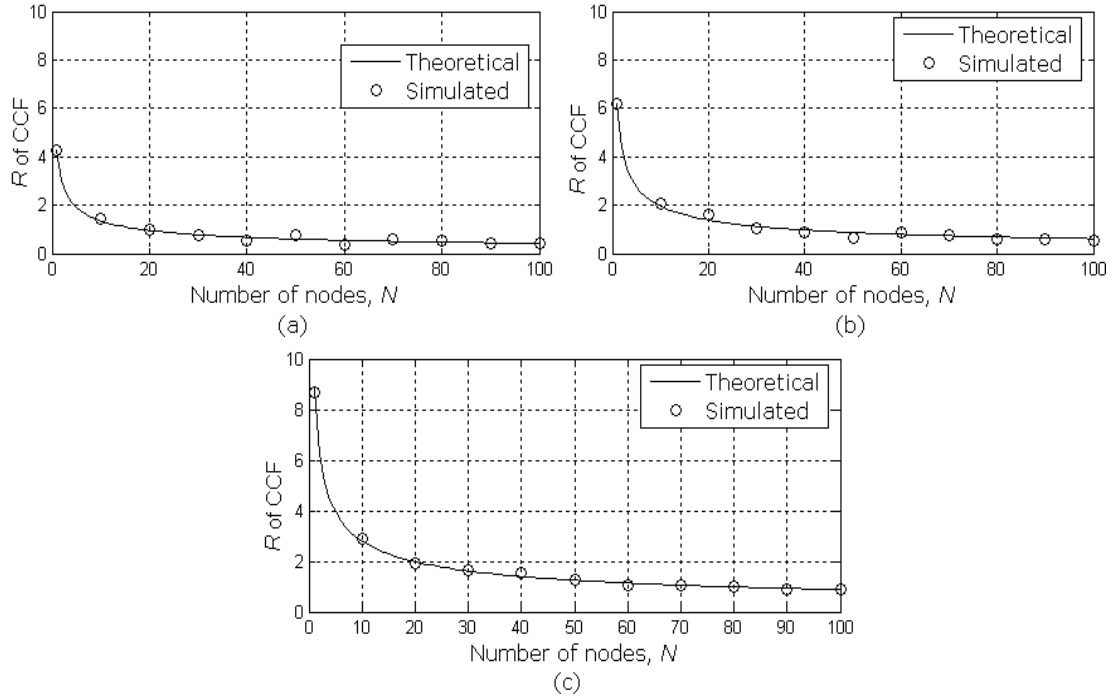 10
8
6
4
2
0
R of CCF
Theoretical
Simulated
0 20 40 60 80 100
Number of nodes, N
(a)
10
8
6
4
2
0
R of CCF
Theoretical
Simulated
0 20 40 60 80 100
Number of nodes, N
(b)
10
8
6
4
2
0
R of CCF
Theoretical
Simulated
0 10 20 30 40 50 60 70 80 90 100
Number of nodes, N
(c)